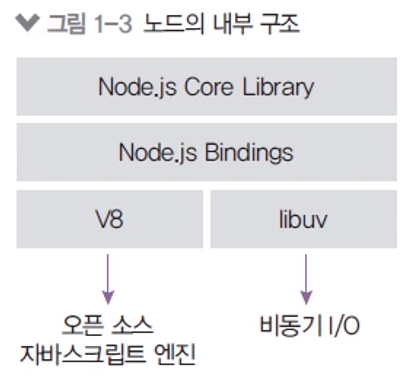 그림 1-3 노드의 내부 구조
Node.js Core Library
Node.js Bindings
V8
libuv
오픈 소스
자바스크립트 엔진
비동기 I/O